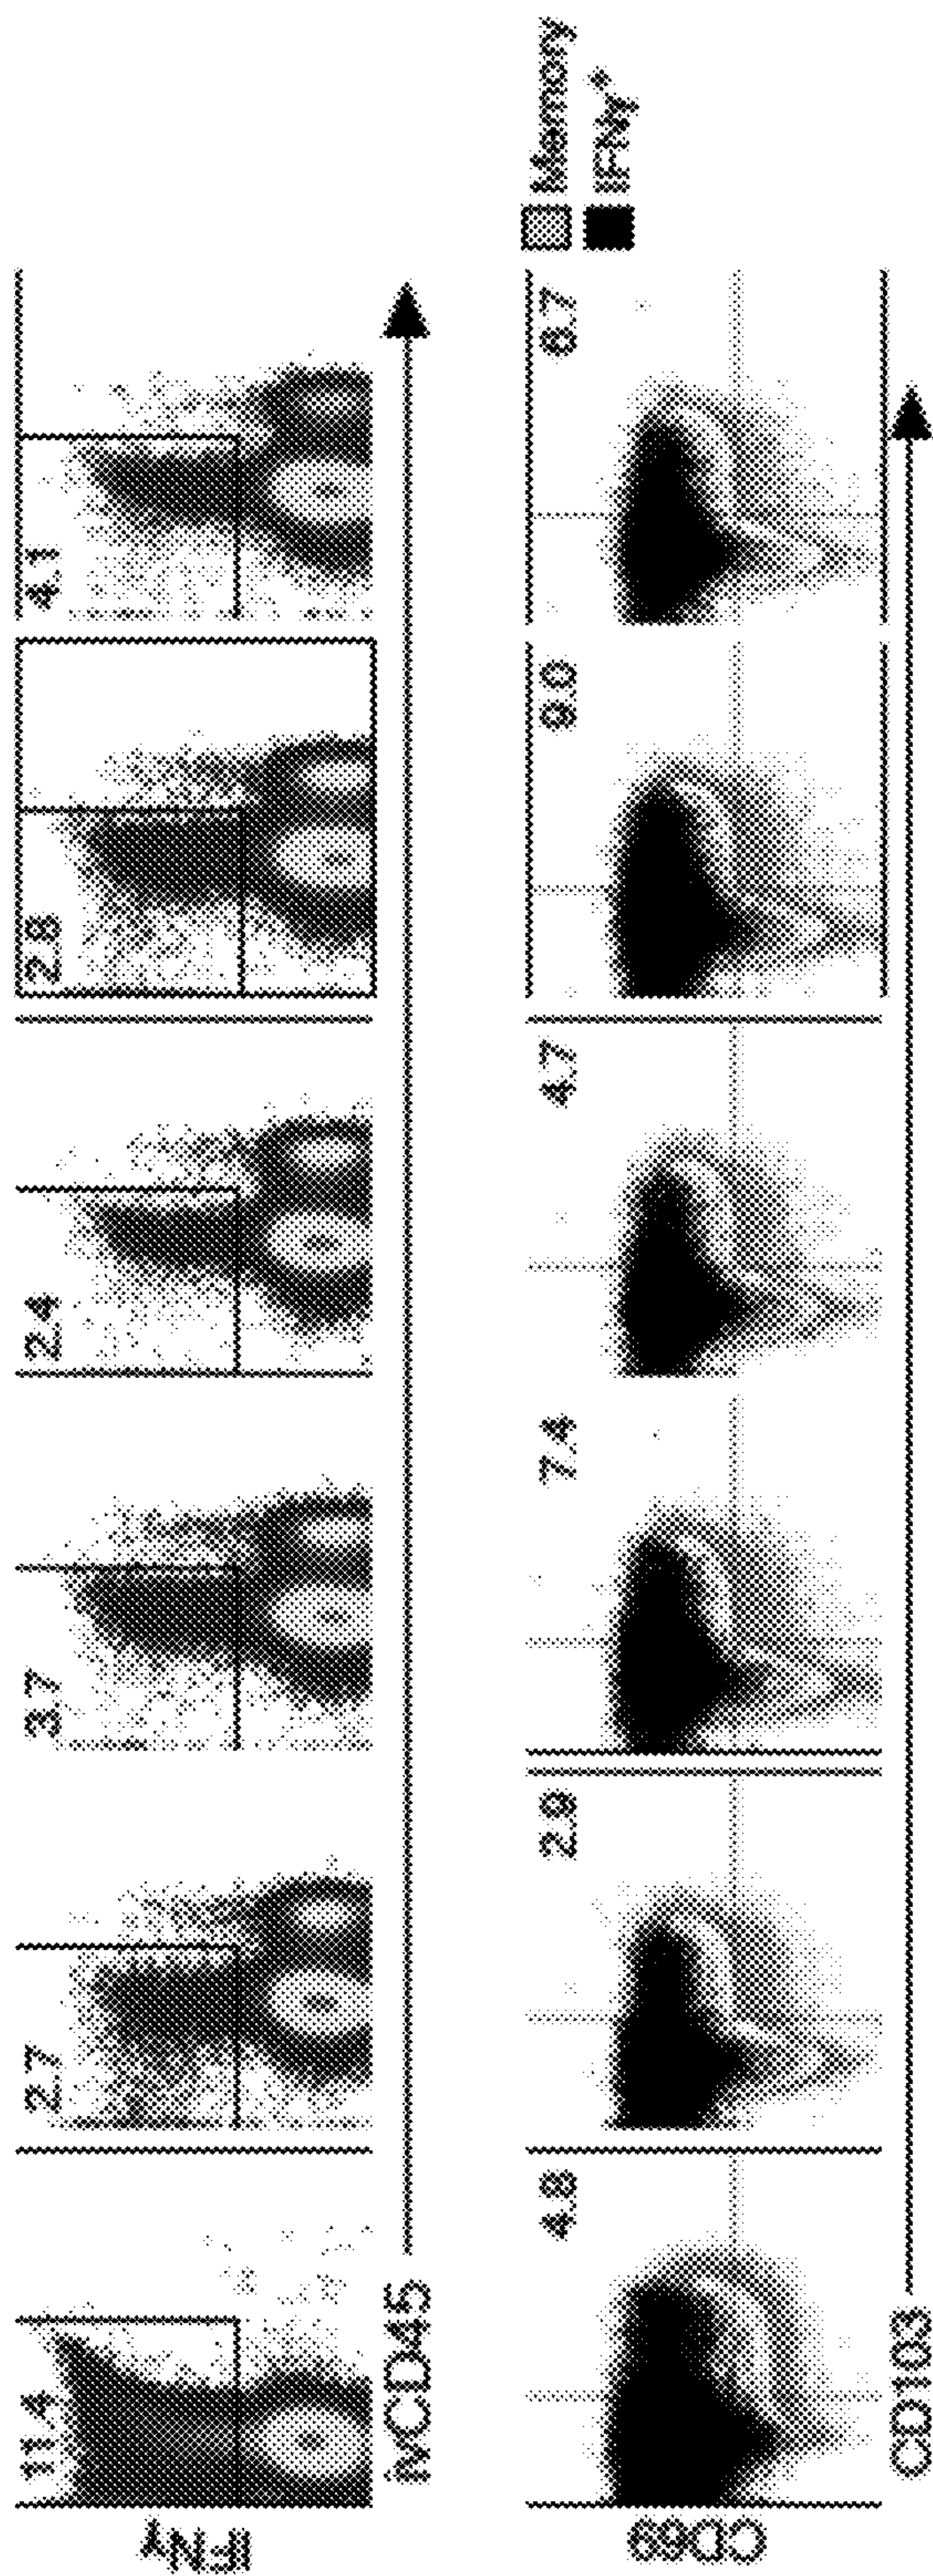 IFNγ
11.4
2.7
3.7
2.4
2.8
4.1
ivCD45
CD69
4.8
2.9
7.4
4.7
9.0
8.7
CD103
Memory
IFNγ+